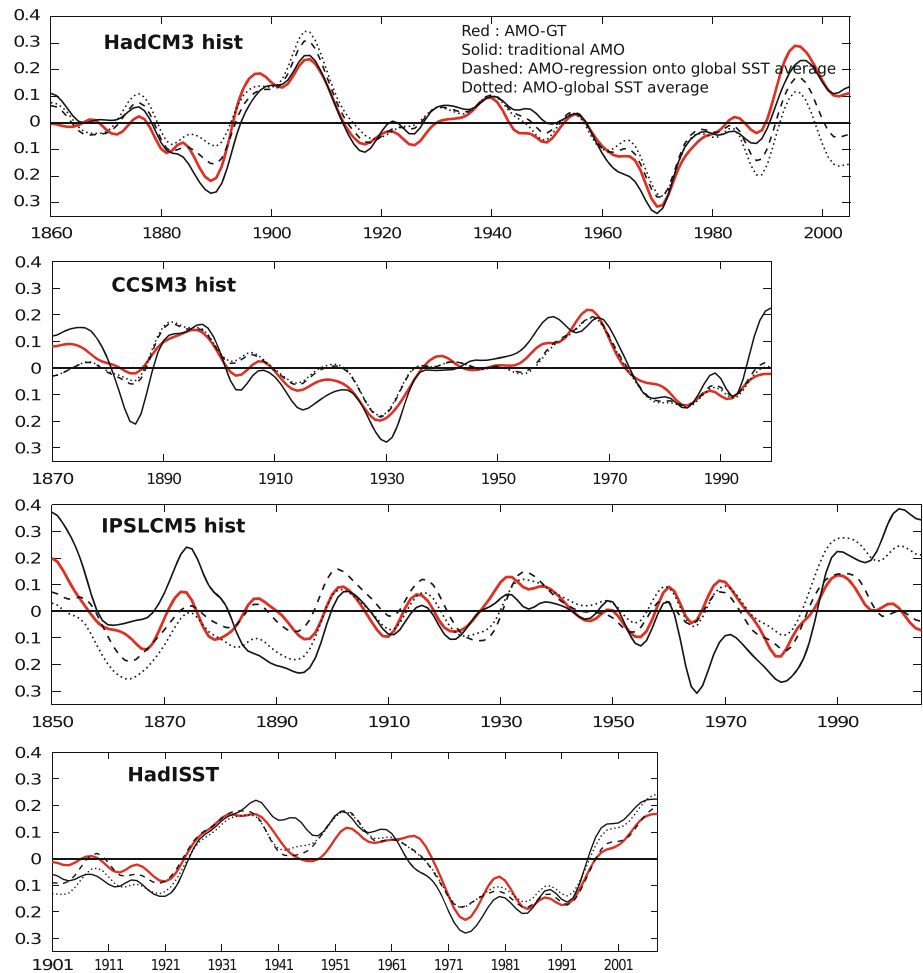 HadCM3 hist
Red : AMO-GT
Solid: traditional AMO
Dashed: AMO-regression onto global SST average
Dotted: AMO-global SST average
0.4
0.3
0.2
0.1
0
0.1
0.2
0.3
1860 1880 1900 1920 1940 1960 1980 2000
CCSM3 hist
0.4
0.3
0.2
0.1
0
0.1
0.2
0.3
1870 1890 1910 1930 1950 1970 1990
IPSLCM5 hist
0.4
0.3
0.2
0.1
0
0.1
0.2
0.3
1850 1870 1890 1910 1930 1950 1970 1990
HadISST
0.4
0.3
0.2
0.1
0
0.1
0.2
0.3
1901 1911 1921 1931 1941 1951 1961 1971 1981 1991 2001